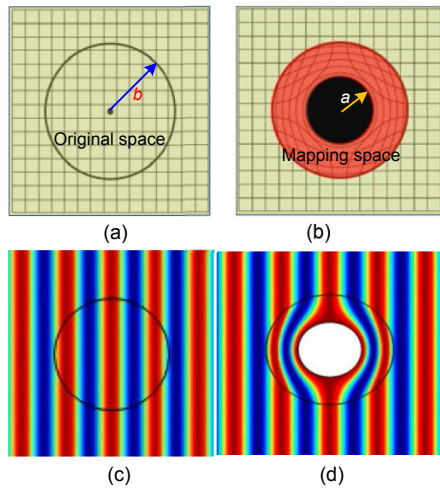 b
Original space
a
Mapping space
(a)
(b)
(c)
(d)